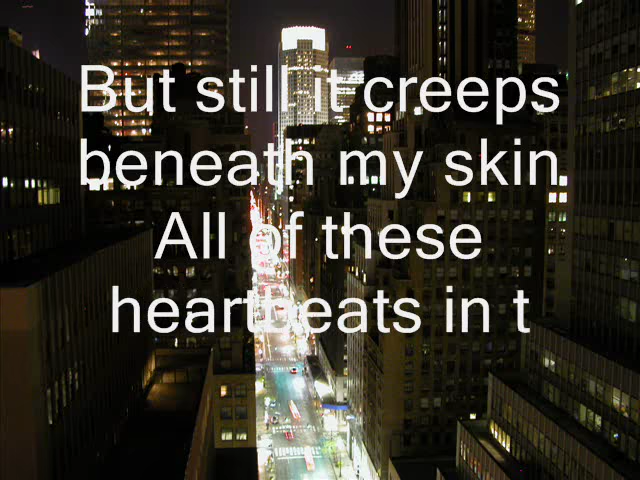 But still it creeps
beneath my skin
All of these
heartbeats in t